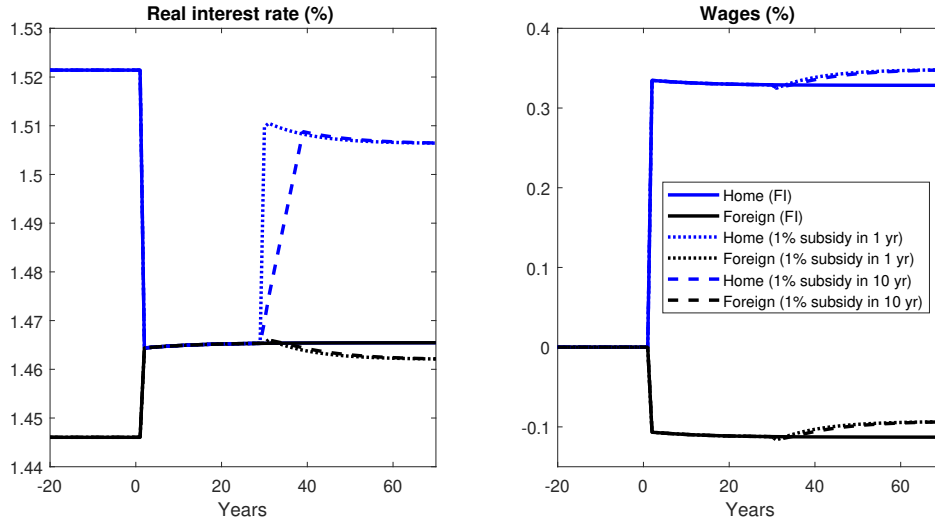 Real interest rate (%)
1.53
1.52
1.51
1.5
1.49
1.48
1.47
1.46
1.45
1.44
-20
0
20
40
60
Years
Wages (%)
0.4
0.3
0.2
0.1
0
-0.1
-20
0
20
40
60
Years
Home (FI)
Foreign (FI)
Home (1% subsidy in 1 yr)
Foreign (1% subsidy in 1 yr)
Home (1% subsidy in 10 yr)
Foreign (1% subsidy in 10 yr)